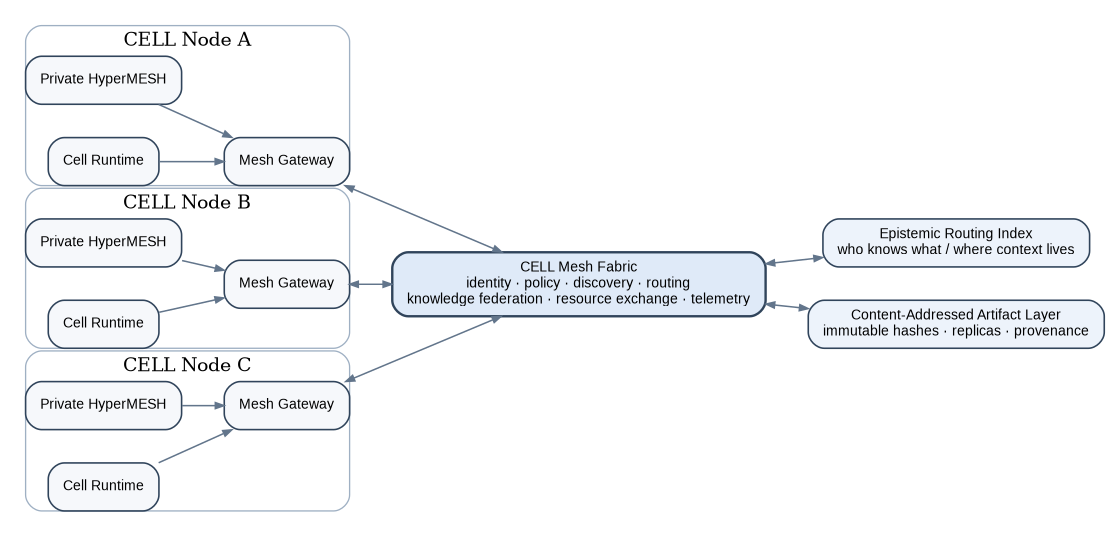 CELL Node A
Private HyperMESH
Cell Runtime
Mesh Gateway
CELL Node B
Private HyperMESH
Mesh Gateway
Cell Runtime
CELL Node C
Private HyperMESH
Mesh Gateway
Cell Runtime
CELL Mesh Fabric
identity · policy · discovery · routing
knowledge federation · resource exchange · telemetry
Epistemic Routing Index
who knows what / where context lives
Content-Addressed Artifact Layer
immutable hashes · replicas · provenance